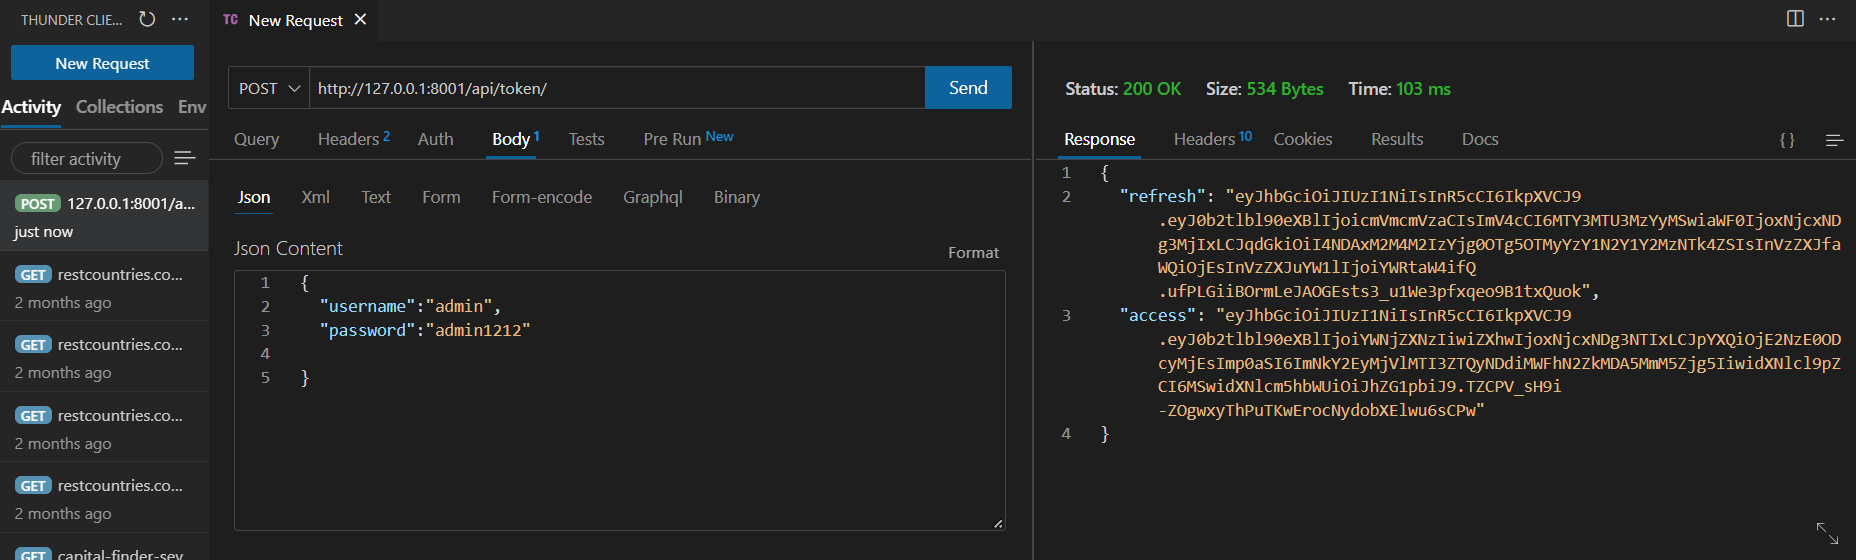 THUNDER CLIE...
TC New Request
New Request
Activity Collections Env
filter activity
POST 127.0.0.1:8001/a...
just now
GET restcountries.co...
2 months ago
GET restcountries.co...
2 months ago
GET restcountries.co...
2 months ago
GET restcountries.co...
2 months ago
GET capital-finder-sev
POST http://127.0.0.1:8001/api/token/ Send
Query Headers 2 Auth Body 1 Tests Pre Run New
Json Xml Text Form Form-encode Graphql Binary
Json Content Format
1 {
2 "username":"admin",
3 "password":"admin1212"
4
5 }
Status: 200 OK Size: 534 Bytes Time: 103 ms
Response Headers 10 Cookies Results Docs { }
1 {
2 "refresh": "eyJhbGciOiJIUzI1NiIsInR5cCI6IkpXVCJ9
.eyJ0b2tlbl90eXBlIjoicmVmcmVzaCIsImV4cCI6MTY3MTU3MzYyMSwiaWF0IjoxNjcxND
g3MjIxLCJqdGkiOiI4NDAxM2M4M2IzYjg0OTg5OTMyYzY1N2Y1Y2MzNTk4ZSIsInVzZXJfa
WQiOjEsInVzZXJuYW1lIjoiYWRtaW4ifQ
.ufPLGiiBOrmLeJAOGEsts3_u1We3pfxqeo9B1txQuok",
3 "access": "eyJhbGciOiJIUzI1NiIsInR5cCI6IkpXVCJ9
.eyJ0b2tlbl90eXBlIjoiYWNjZXNzIiwiZXhwIjoxNjcxNDg3NTIxLCJpYXQiOjE2NzE0OD
cyMjEsImp0aSI6ImNkY2EyMjVlMTI3ZTQyNDdiMWFhN2ZkMDA5MmM5Zjg5IiwidXNlcl9pZ
CI6MSwidXNlcm5hbWUiOiJhZG1pbiJ9.TZCPV_sH9i
-ZOgwxyThPuTKwErocNydobXElwu6sCPw"
4 }